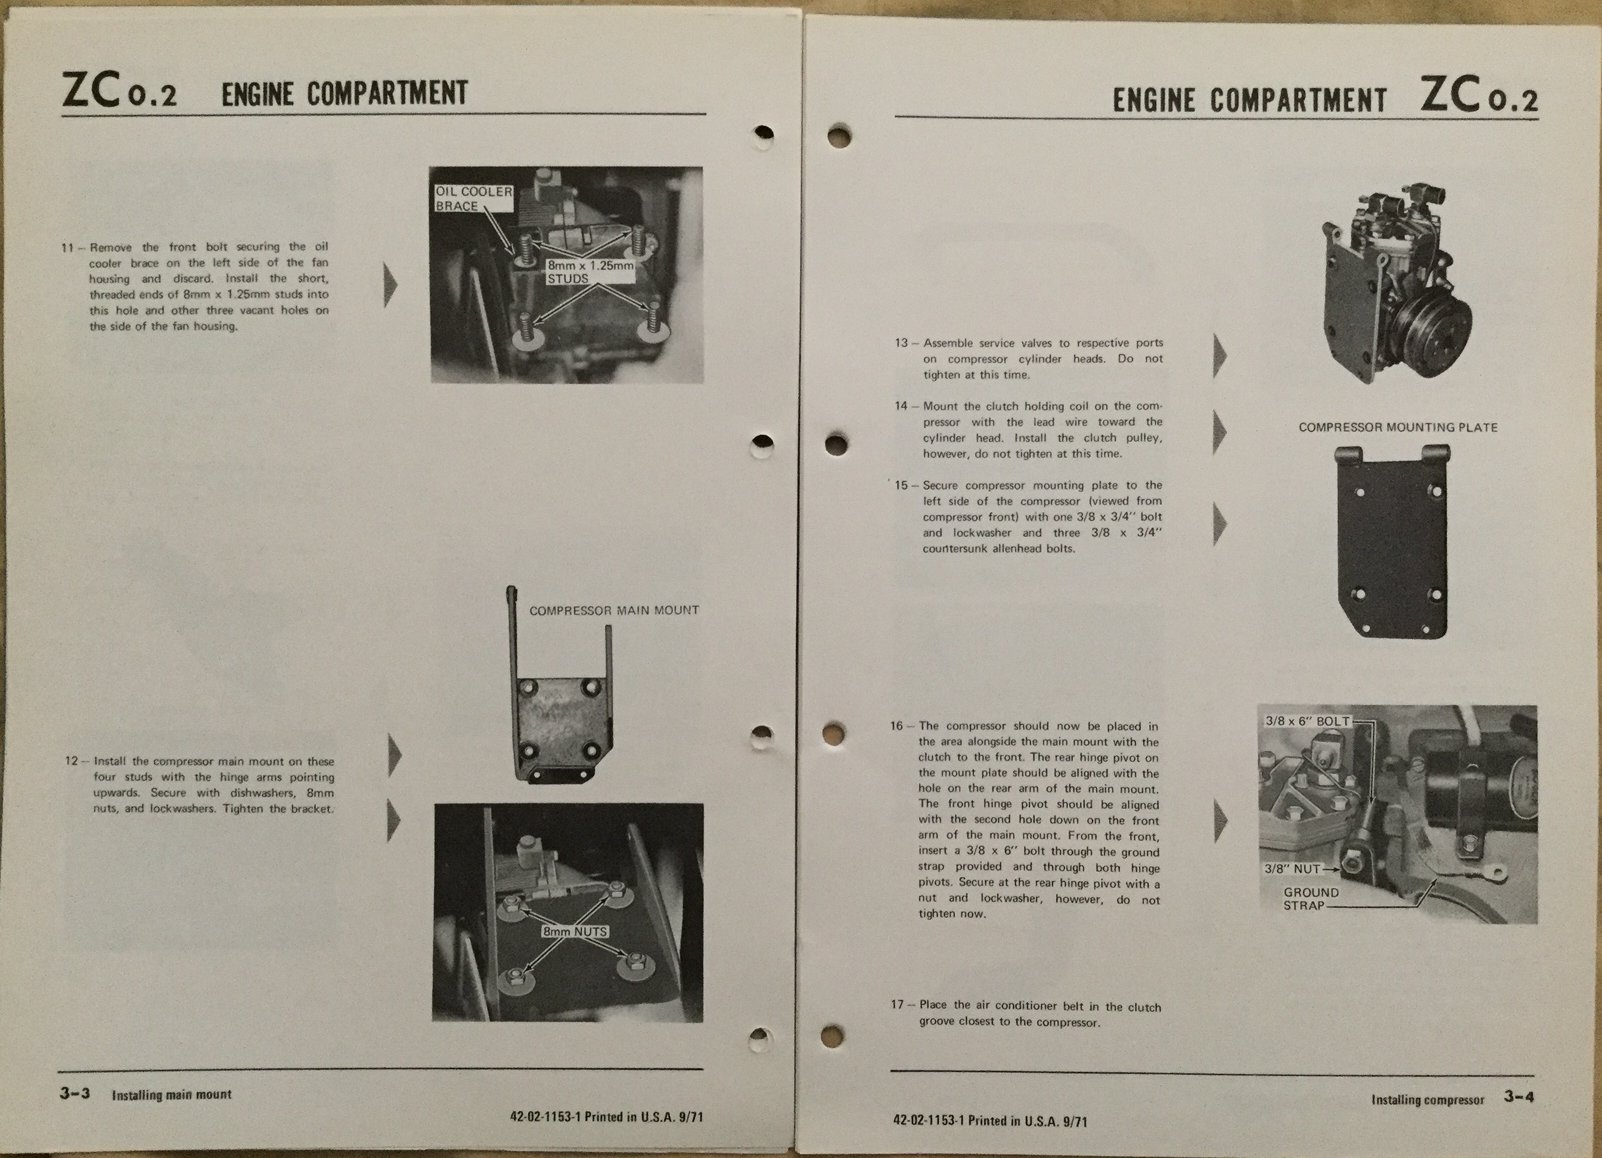 ZC 0.2 ENGINE COMPARTMENT
OIL COOLER
BRACE
8mm x 1.25mm
STUDS
11 – Remove the front bolt securing the oil
cooler brace on the left side of the fan
housing and discard. Install the short,
threaded ends of 8mm x 1.25mm studs into
this hole and other three vacant holes on
the side of the fan housing.
COMPRESSOR MAIN MOUNT
12 – Install the compressor main mount on these
four studs with the hinge arms pointing
upwards. Secure with dishwashers, 8mm
nuts, and lockwashers. Tighten the bracket.
8mm NUTS
3–3 Installing main mount
42-02-1153-1 Printed in U.S.A. 9/71
ENGINE COMPARTMENT ZC 0.2
13 – Assemble service valves to respective ports
on compressor cylinder heads. Do not
tighten at this time.
14 – Mount the clutch holding coil on the com-
pressor with the lead wire toward the
cylinder head. Install the clutch pulley,
however, do not tighten at this time.
COMPRESSOR MOUNTING PLATE
15 – Secure compressor mounting plate to the
left side of the compressor (viewed from
compressor front) with one 3/8 x 3/4" bolt
and lockwasher and three 3/8 x 3/4"
countersunk allenhead bolts.
16 – The compressor should now be placed in
the area alongside the main mount with the
clutch to the front. The rear hinge pivot on
the mount plate should be aligned with the
hole on the rear arm of the main mount.
The front hinge pivot should be aligned
with the second hole down on the front
arm of the main mount. From the front,
insert a 3/8 x 6" bolt through the ground
strap provided and through both hinge
pivots. Secure at the rear hinge pivot with a
nut and lockwasher, however, do not
tighten now.
3/8 x 6" BOLT
3/8" NUT
GROUND
STRAP
17 – Place the air conditioner belt in the clutch
groove closest to the compressor.
Installing compressor 3–4
42-02-1153-1 Printed in U.S.A. 9/71